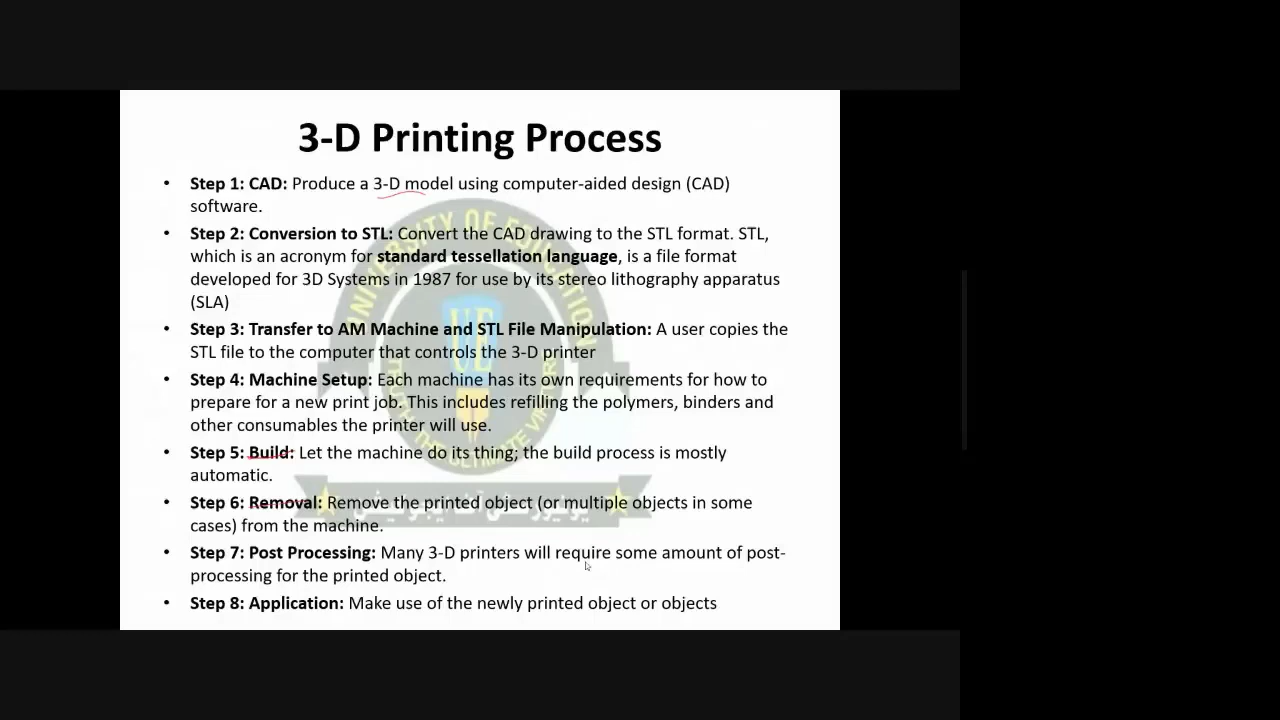 3-D Printing Process
• Step 1: CAD: Produce a 3-D model using computer-aided design (CAD)
software.
• Step 2: Conversion to STL: Convert the CAD drawing to the STL format. STL,
which is an acronym for standard tessellation language, is a file format
developed for 3D Systems in 1987 for use by its stereo lithography apparatus
(SLA)
• Step 3: Transfer to AM Machine and STL File Manipulation: A user copies the
STL file to the computer that controls the 3-D printer
• Step 4: Machine Setup: Each machine has its own requirements for how to
prepare for a new print job. This includes refilling the polymers, binders and
other consumables the printer will use.
• Step 5: Build: Let the machine do its thing; the build process is mostly
automatic.
• Step 6: Removal: Remove the printed object (or multiple objects in some
cases) from the machine.
• Step 7: Post Processing: Many 3-D printers will require some amount of post-
processing for the printed object.
• Step 8: Application: Make use of the newly printed object or objects
UNIVERSITY OF EDUCATION
UE
THE ULTIMATE